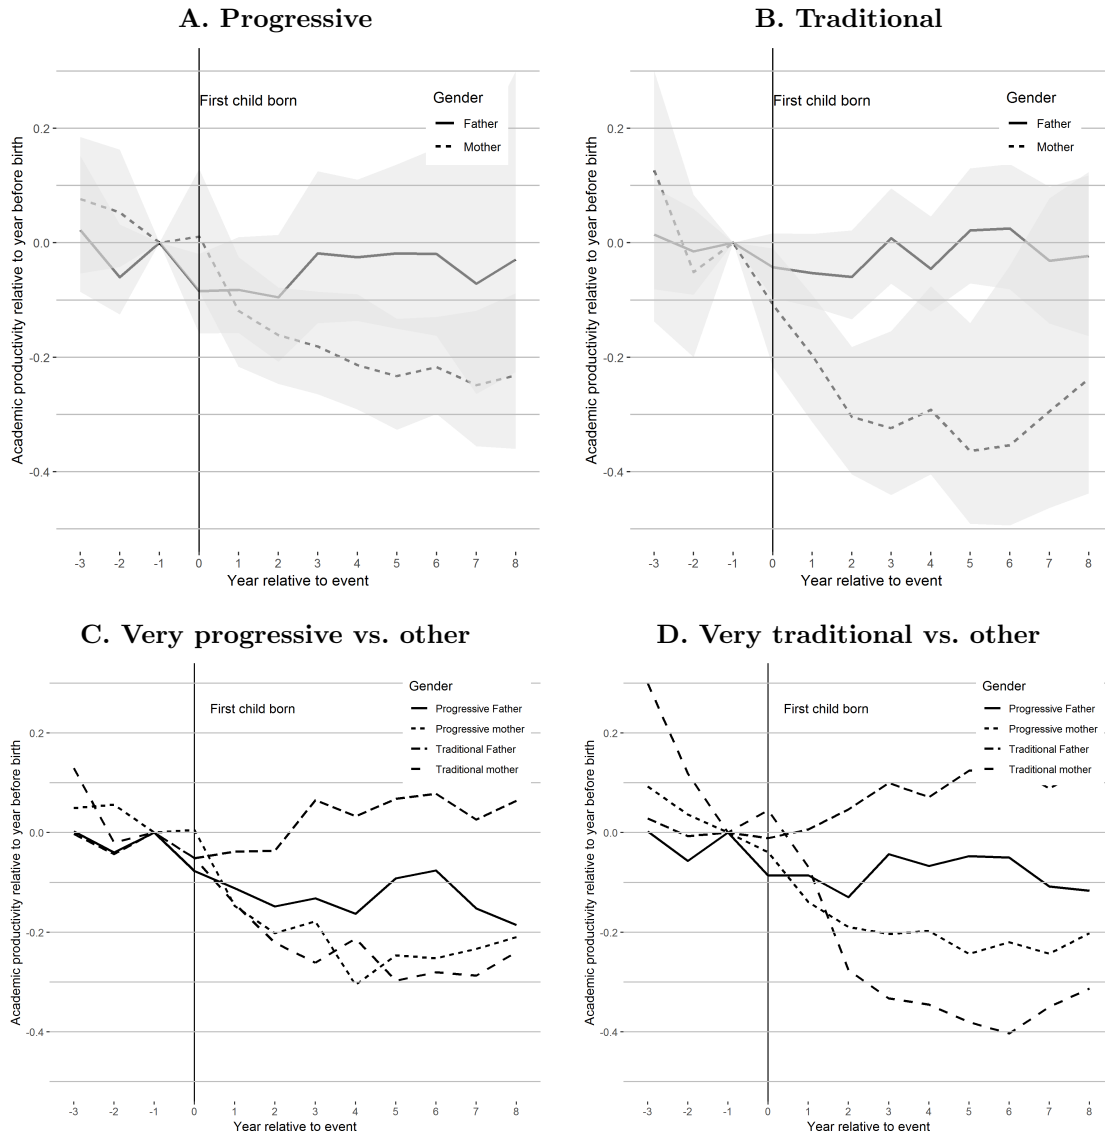 A. Progressive
Academic productivity relative to year before birth
0.2
0.0
-0.2
-0.4
First child born
Gender
Father
Mother
-3 -2 -1 0 1 2 3 4 5 6 7 8
Year relative to event
B. Traditional
Academic productivity relative to year before birth
0.2
0.0
-0.2
-0.4
First child born
Gender
Father
Mother
-3 -2 -1 0 1 2 3 4 5 6 7 8
Year relative to event
C. Very progressive vs. other
Academic productivity relative to year before birth
0.2
0.0
-0.2
-0.4
First child born
Gender
Progressive Father
Progressive mother
Traditional Father
Traditional mother
-3 -2 -1 0 1 2 3 4 5 6 7 8
Year relative to event
D. Very traditional vs. other
Academic productivity relative to year before birth
0.2
0.0
-0.2
-0.4
First child born
Gender
Progressive Father
Progressive mother
Traditional Father
Traditional mother
-3 -2 -1 0 1 2 3 4 5 6 7 8
Year relative to event